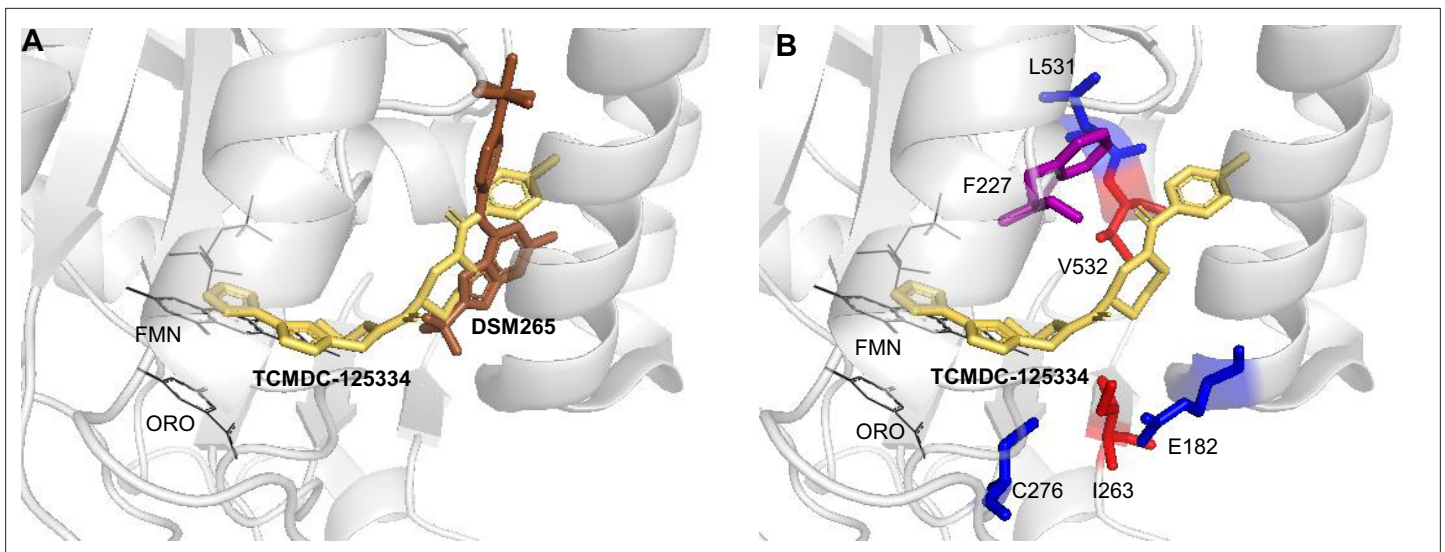 A
FMN
DSM265
TCMDC-125334
ORO
B
L531
F227
V532
FMN
TCMDC-125334
ORO
E182
C276
I263